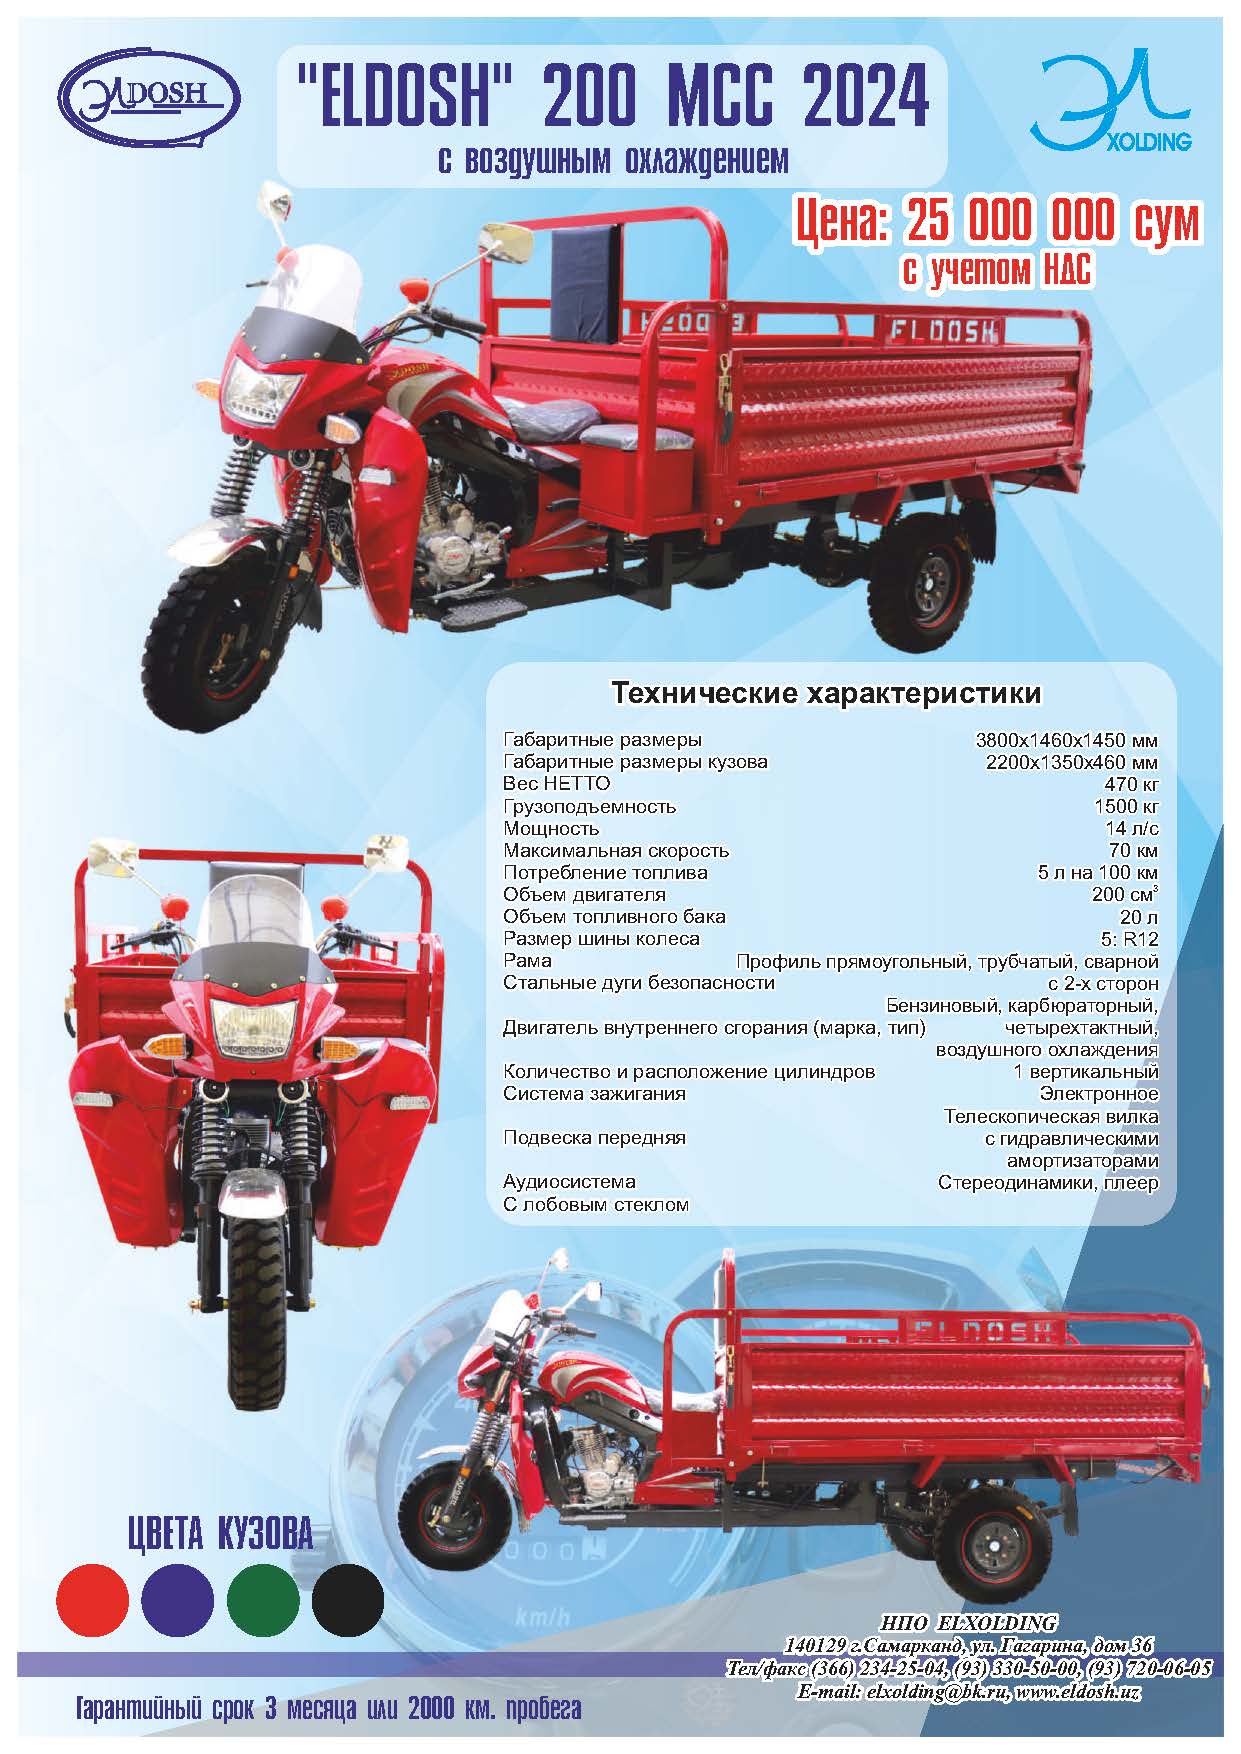 ЭЛDOSH
"ELDOSH" 200 МСС 2024
с воздушным охлаждением
ЭЛ
XOLDING
Цена: 25 000 000 сум
с учетом НДС
ELDOSH
ELDOSH
Технические характеристики
Габаритные размеры 3800х1460х1450 мм
Габаритные размеры кузова 2200х1350х460 мм
Вес НЕТТО 470 кг
Грузоподъемность 1500 кг
Мощность 14 л/с
Максимальная скорость 70 км
Потребление топлива 5 л на 100 км
Объем двигателя 200 см³
Объем топливного бака 20 л
Размер шины колеса 5: R12
Рама Профиль прямоугольный, трубчатый, сварной
Стальные дуги безопасности с 2-х сторон
Бензиновый, карбюраторный,
Двигатель внутреннего сгорания (марка, тип) четырехтактный,
воздушного охлаждения
Количество и расположение цилиндров 1 вертикальный
Система зажигания Электронное
Телескопическая вилка
Подвеска передняя с гидравлическими
амортизаторами
Аудиосистема Стереодинамики, плеер
С лобовым стеклом
ELDOSH
ЦВЕТА КУЗОВА
km/h
НПО ELXOLDING
140129 г.Самарканд, ул. Гагарина, дом 36
Тел/факс (366) 234-25-04, (93) 330-50-00, (93) 720-06-05
E-mail: elxolding@bk.ru, www.eldosh.uz
Гарантийный срок 3 месяца или 2000 км. пробега